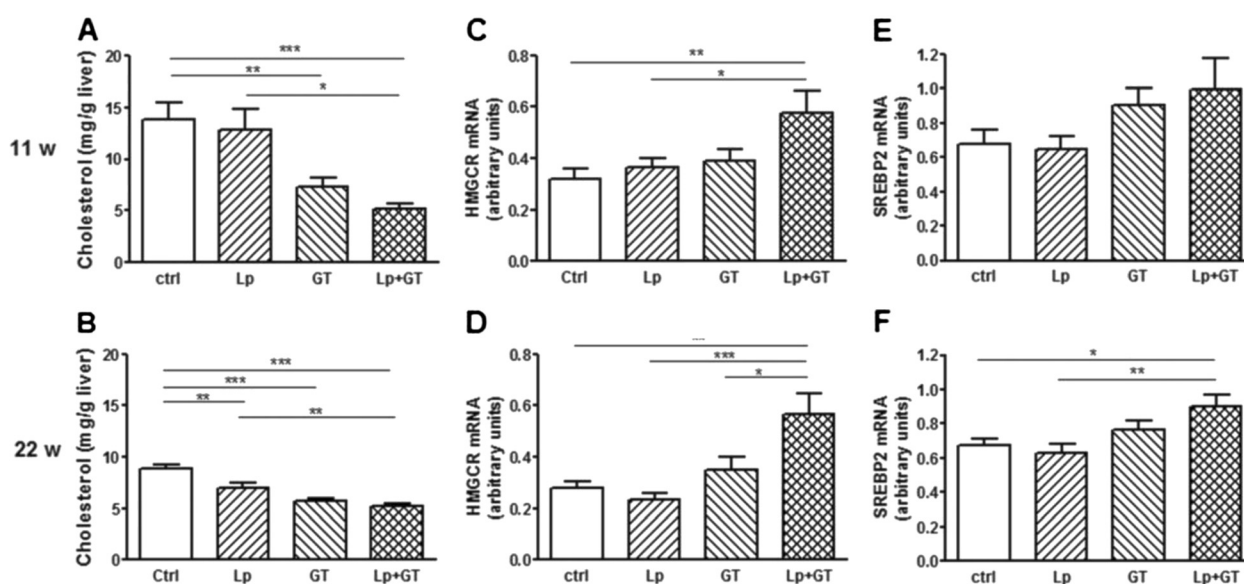 A
Cholesterol (mg/g liver)
20
15
10
5
0
***
**
*
ctrl Lp GT Lp+GT
C
HMGCR mRNA
(arbitrary units)
0.8
0.6
0.4
0.2
0.0
**
*
Ctrl Lp GT Lp+GT
E
SREBP2 mRNA
(arbitrary units)
1.2
1.0
0.8
0.6
0.4
0.2
0.0
Ctrl Lp GT Lp+GT
11 w
B
Cholesterol (mg/g liver)
20
15
10
5
0
***
***
**
**
Ctrl Lp GT Lp+GT
D
HMGCR mRNA
(arbitrary units)
0.8
0.6
0.4
0.2
0.0
***
*
Ctrl Lp GT Lp+GT
F
SREBP2 mRNA
(arbitrary units)
1.2
1.0
0.8
0.6
0.4
0.2
0.0
*
**
Ctrl Lp GT Lp+GT
22 w